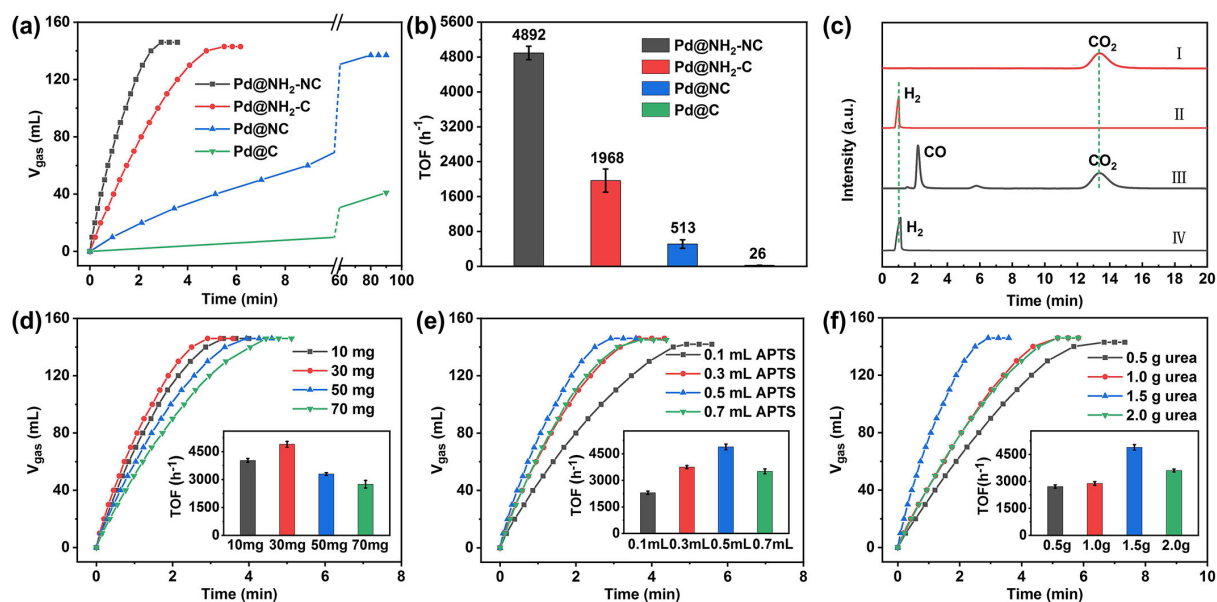 (a)
160
120
80
40
0
V_gas (mL)
Pd@NH₂-NC
Pd@NH₂-C
Pd@NC
Pd@C
0 2 4 6 8 60 80 100
Time (min)
(b)
5600
4800
4000
3200
2400
1600
800
0
TOF (h⁻¹)
4892
1968
513
26
Pd@NH₂-NC
Pd@NH₂-C
Pd@NC
Pd@C
(c)
Intensity (a.u.)
CO₂
I
H₂
II
CO
CO₂
III
H₂
IV
0 2 4 6 8 10 12 14 16 18 20
Time (min)
(d)
160
120
80
40
0
V_gas (mL)
10 mg
30 mg
50 mg
70 mg
TOF (h⁻¹)
4500
3000
1500
0
10mg 30mg 50mg 70mg
0 2 4 6 8
Time (min)
(e)
160
120
80
40
0
V_gas (mL)
0.1 mL APTS
0.3 mL APTS
0.5 mL APTS
0.7 mL APTS
TOF (h⁻¹)
4500
3000
1500
0
0.1mL 0.3mL 0.5mL 0.7mL
0 2 4 6 8
Time (min)
(f)
160
120
80
40
0
V_gas (mL)
0.5 g urea
1.0 g urea
1.5 g urea
2.0 g urea
TOF(h⁻¹)
4500
3000
1500
0
0.5g 1.0g 1.5g 2.0g
0 2 4 6 8 10
Time (min)